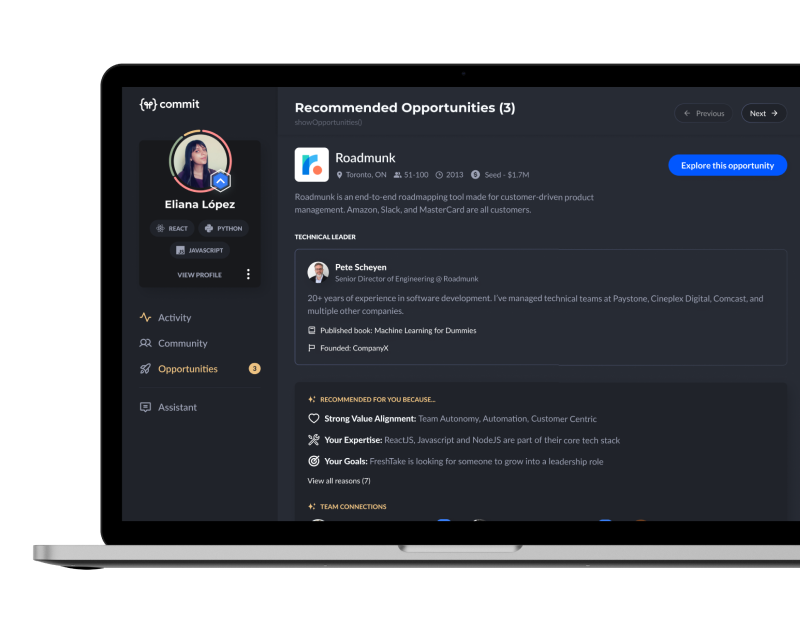 {⌘} commit
Eliana López
REACT
PYTHON
JAVASCRIPT
VIEW PROFILE
Activity
Community
Opportunities
3
Assistant
Recommended Opportunities (3)
showOpportunities()
← Previous
Next →
Roadmunk
Toronto, ON 51-100 2013 Seed - $1.7M
Explore this opportunity
Roadmunk is an end-to-end roadmapping tool made for customer-driven product
management. Amazon, Slack, and MasterCard are all customers.
TECHNICAL LEADER
Pete Scheyen
Senior Director of Engineering @ Roadmunk
20+ years of experience in software development. I've managed technical teams at Paystone, Cineplex Digital, Comcast, and
multiple other companies.
Published book: Machine Learning for Dummies
Founded: CompanyX
RECOMMENDED FOR YOU BECAUSE...
Strong Value Alignment: Team Autonomy, Automation, Customer Centric
Your Expertise: ReactJS, Javascript and NodeJS are part of their core tech stack
Your Goals: FreshTake is looking for someone to grow into a leadership role
View all reasons (7)
TEAM CONNECTIONS